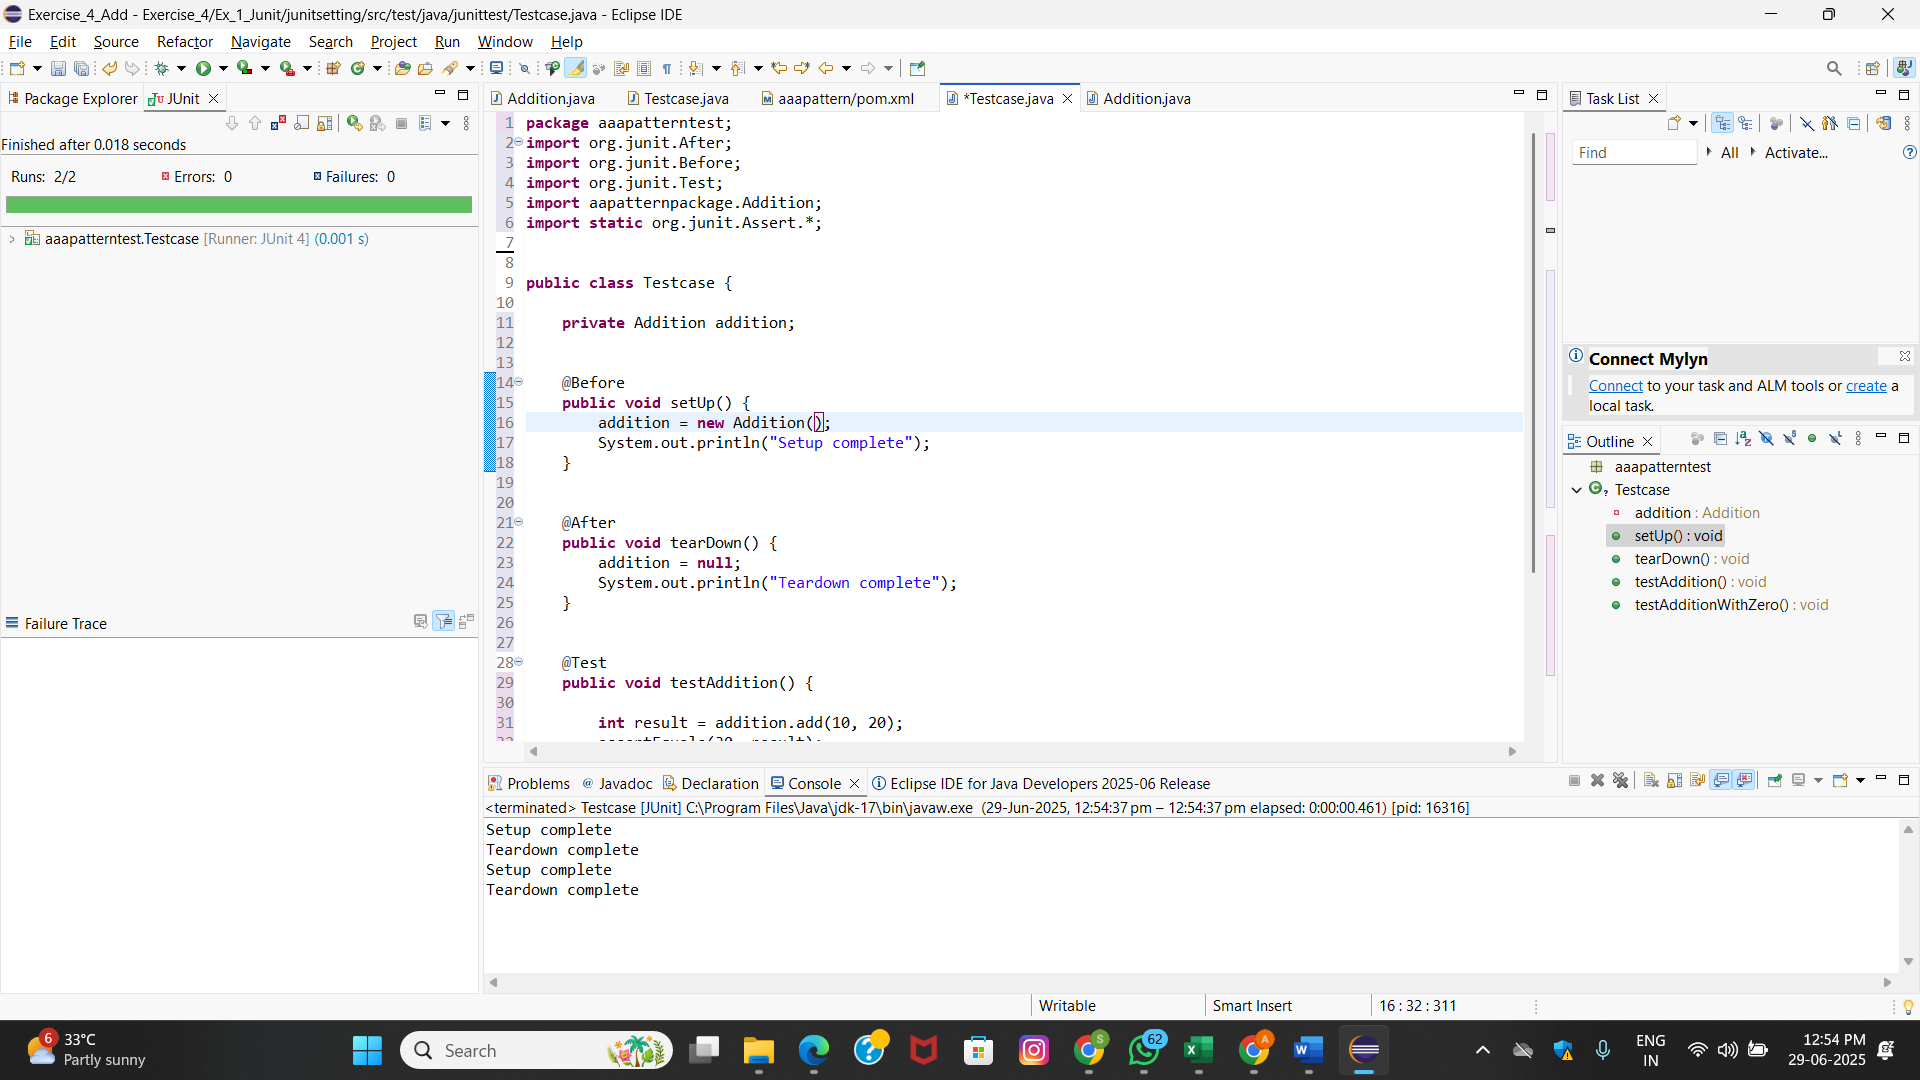 Exercise_4_Add - Exercise_4/Ex_1_Junit/junitsetting/src/test/java/junittest/Testcase.java - Eclipse IDE
File Edit Source Refactor Navigate Search Project Run Window Help
Package Explorer JUnit
Finished after 0.018 seconds
Runs: 2/2 Errors: 0 Failures: 0
aaapatterntest.Testcase [Runner: JUnit 4] (0.001 s)
Failure Trace
Addition.java Testcase.java aaapattern/pom.xml *Testcase.java Addition.java
1 package aaapatterntest;
2 import org.junit.After;
3 import org.junit.Before;
4 import org.junit.Test;
5 import aapatternpackage.Addition;
6 import static org.junit.Assert.*;
7
8
9 public class Testcase {
10
11 private Addition addition;
12
13
14 @Before
15 public void setUp() {
16 addition = new Addition();
17 System.out.println("Setup complete");
18 }
19
20
21 @After
22 public void tearDown() {
23 addition = null;
24 System.out.println("Teardown complete");
25 }
26
27
28 @Test
29 public void testAddition() {
30
31 int result = addition.add(10, 20);
Task List
Find All Activate...
Connect Mylyn
Connect to your task and ALM tools or create a
local task.
Outline
aaapatterntest
Testcase
addition : Addition
setUp() : void
tearDown() : void
testAddition() : void
testAdditionWithZero() : void
Problems Javadoc Declaration Console Eclipse IDE for Java Developers 2025-06 Release
<terminated> Testcase [JUnit] C:\Program Files\Java\jdk-17\bin\javaw.exe (29-Jun-2025, 12:54:37 pm – 12:54:37 pm elapsed: 0:00:00.461) [pid: 16316]
Setup complete
Teardown complete
Setup complete
Teardown complete
Writable Smart Insert 16 : 32 : 311
6 33°C
Partly sunny
Search
62
ENG
IN
12:54 PM
29-06-2025